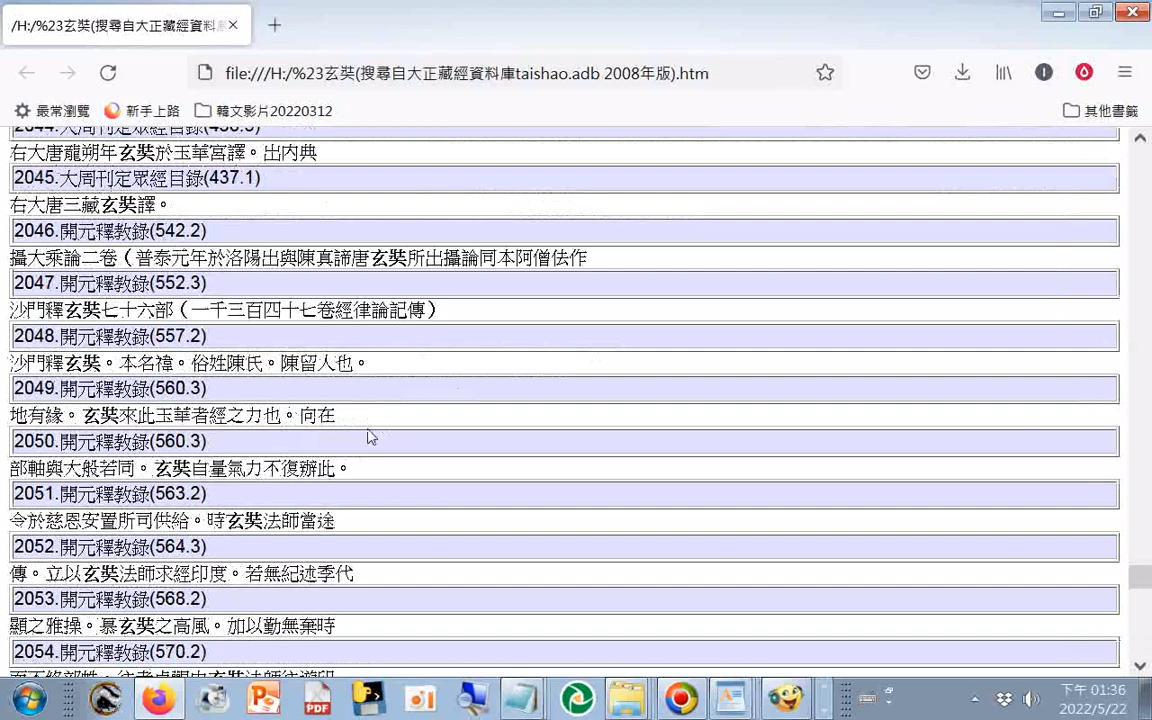 /H:/%23玄奘(搜尋自大正藏經資料
file:///H:/%23玄奘(搜尋自大正藏經資料庫taishao.adb 2008年版).htm
最常瀏覽 新手上路 韓文影片20220312 其他書籤
2044.大周刊定眾經目錄
右大唐龍朔年玄奘於玉華宮譯。出內典
2045.大周刊定眾經目錄(437.1)
右大唐三藏玄奘譯。
2046.開元釋教錄(542.2)
攝大乘論二卷（普泰元年於洛陽出與陳真諦唐玄奘所出攝論同本阿僧佉作
2047.開元釋教錄(552.3)
沙門釋玄奘七十六部（一千三百四十七卷經律論記傳）
2048.開元釋教錄(557.2)
沙門釋玄奘。本名褘。俗姓陳氏。陳留人也。
2049.開元釋教錄(560.3)
地有緣。玄奘來此玉華者經之力也。向在
2050.開元釋教錄(560.3)
部軸與大般若同。玄奘自量氣力不復辦此。
2051.開元釋教錄(563.2)
令於慈恩安置所司供給。時玄奘法師當途
2052.開元釋教錄(564.3)
傳。立以玄奘法師求經印度。若無紀述季代
2053.開元釋教錄(568.2)
顯之雅操。慕玄奘之高風。加以勤無棄時
2054.開元釋教錄(570.2)
下午 01:36
2022/5/22